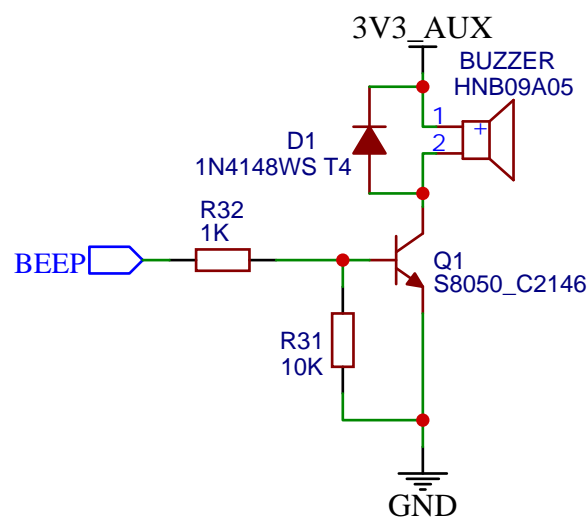 3V3_AUX
BUZZER
HNB09A05
1
+
2
D1
1N4148WS T4
R32
1K
BEEP
Q1
S8050_C2146
R31
10K
GND